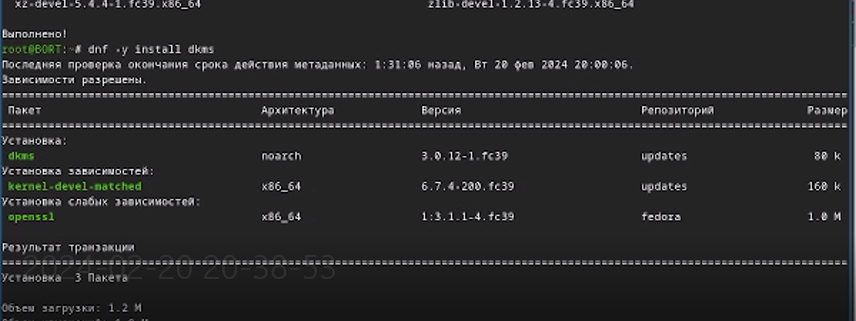 xz-devel-5.4.4-1.fc39.x86_64 zlib-devel-1.2.13-4.fc39.x86_64
Выполнено!
root@BORT:~# dnf -y install dkms
Последняя проверка окончания срока действия метаданных: 1:31:06 назад, Вт 20 фев 2024 20:00:06.
Зависимости разрешены.
Пакет Архитектура Версия Репозиторий Размер
Установка:
dkms noarch 3.0.12-1.fc39 updates 80 k
Установка зависимостей:
kernel-devel-matched x86_64 6.7.4-200.fc39 updates 160 k
Установка слабых зависимостей:
openssl x86_64 1:3.1.1-4.fc39 fedora 1.0 M
Результат транзакции
2024-02-20 20-38-53
Установка 3 Пакета
Объем загрузки: 1.2 M